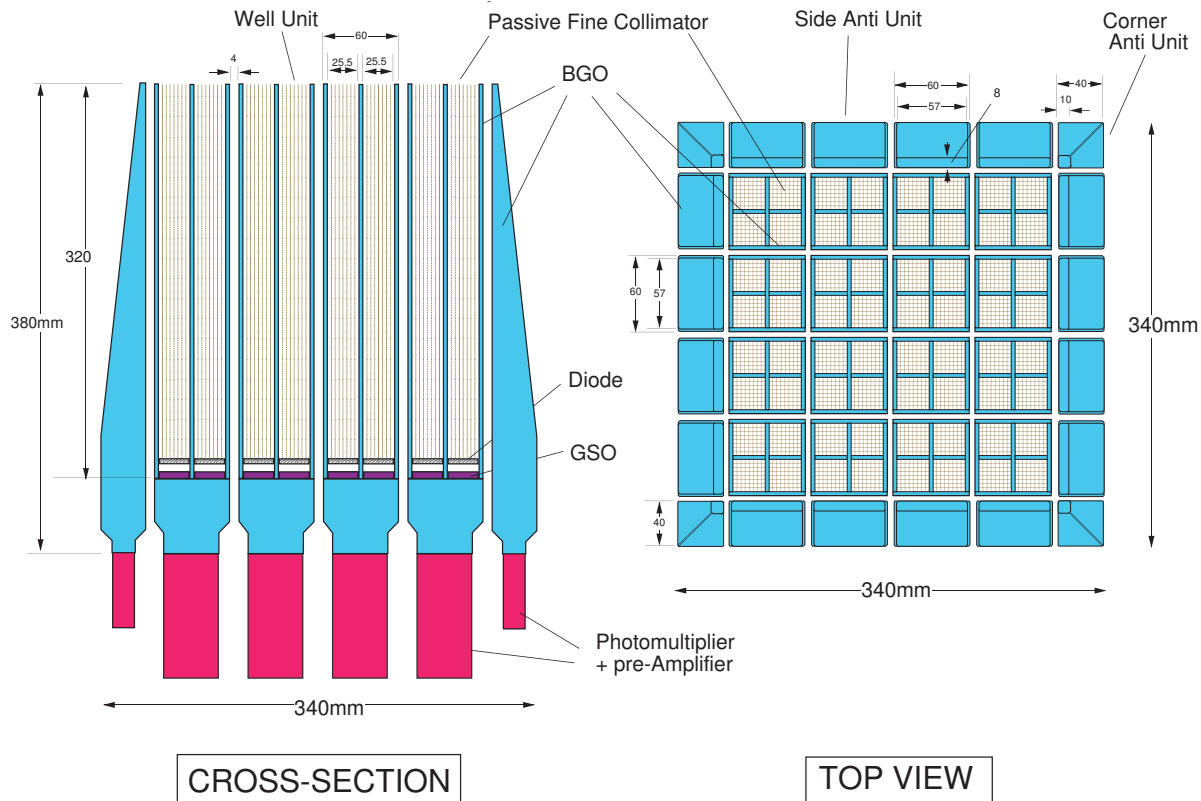 Well Unit
Passive Fine Collimator
Side Anti Unit
Corner
Anti Unit
60
4
25.5
25.5
BGO
60
57
8
40
10
320
380mm
60
57
340mm
Diode
GSO
40
340mm
Photomultiplier
+ pre-Amplifier
340mm
CROSS-SECTION
TOP VIEW